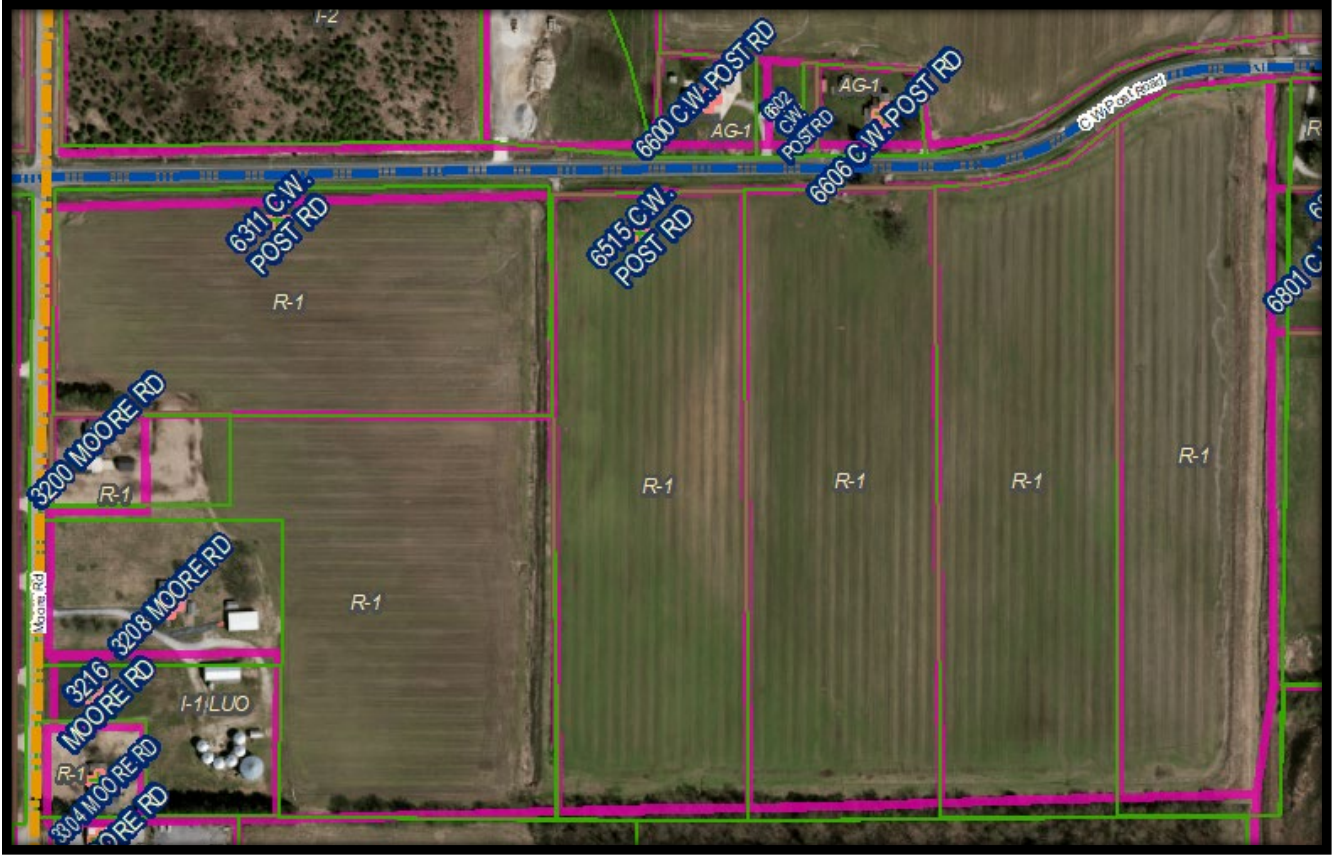 I-2
6600 C.W. POST RD
AG-1
6602
C.W.
POST RD
AG-1
6606 C.W. POST RD
C W Post Road
6311 C.W.
POST RD
6515 C.W.
POST RD
6801 C.
R-1
3200 MOORE RD
R-1
R-1
R-1
R-1
R-1
R-1
Moore Rd
3208 MOORE RD
3216
MOORE RD
I-1 LUO
R-1
3304 MOORE RD
ORE RD